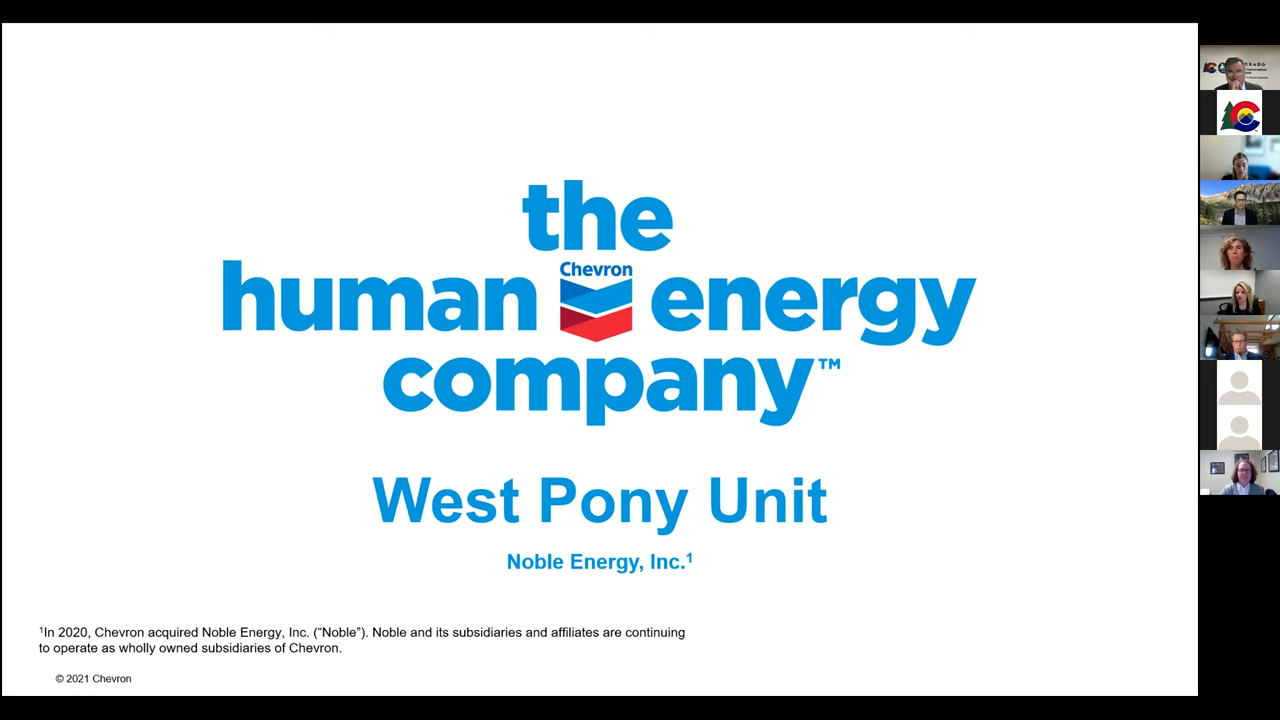 the
Chevron
human energy
company™
West Pony Unit
Noble Energy, Inc.¹
¹In 2020, Chevron acquired Noble Energy, Inc. (“Noble”). Noble and its subsidiaries and affiliates are continuing
to operate as wholly owned subsidiaries of Chevron.
© 2021 Chevron